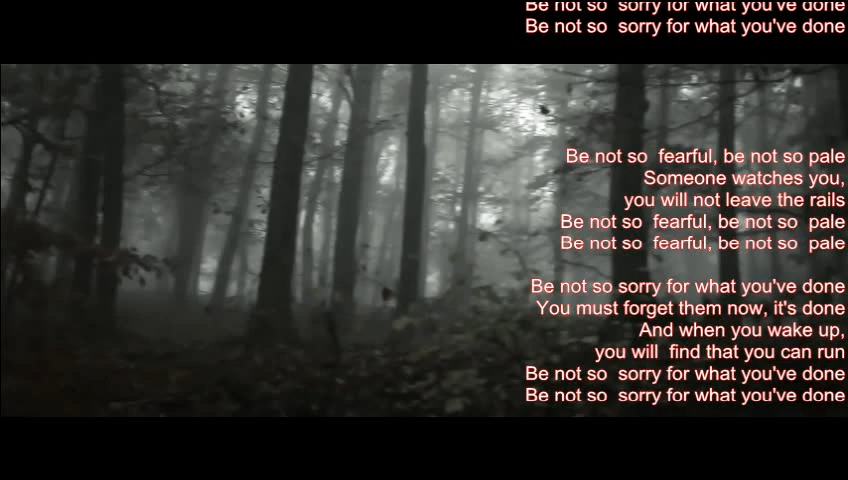 Be not so  sorry for what you've done
Be not so  sorry for what you've done
Be not so  fearful, be not so pale
Someone watches you,
you will not leave the rails
Be not so  fearful, be not so  pale
Be not so  fearful, be not so  pale
Be not so sorry for what you've done
You must forget them now, it's done
And when you wake up,
you will  find that you can run
Be not so  sorry for what you've done
Be not so  sorry for what you've done